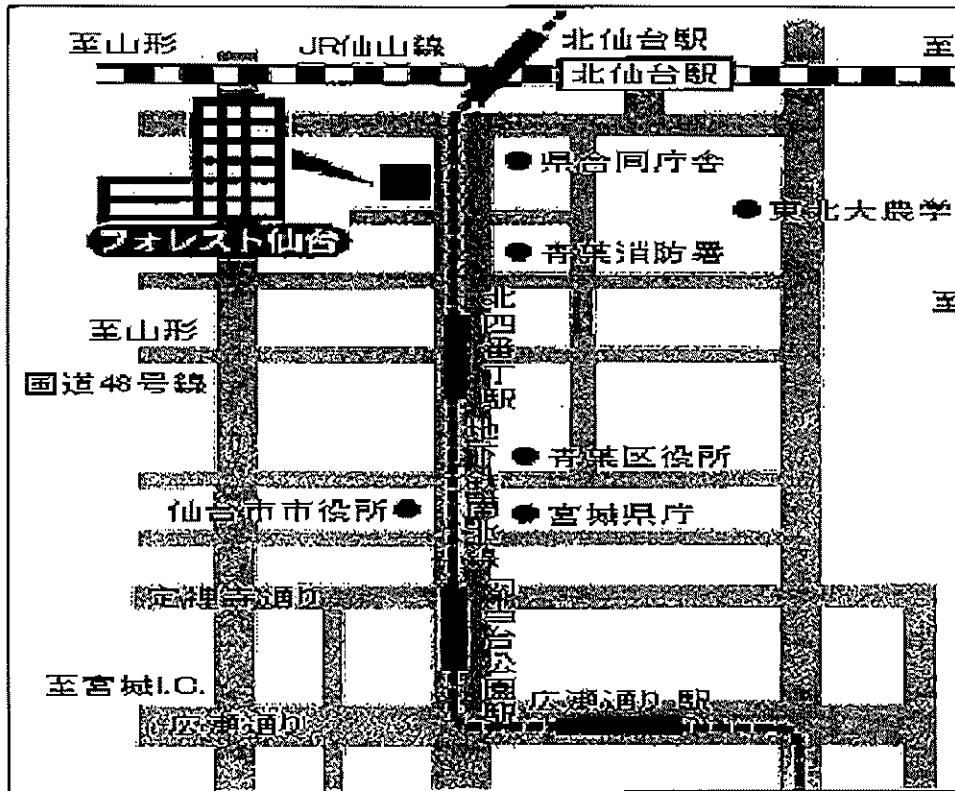 至山形
JR仙山線
北仙台駅
至
北仙台駅
県合同庁舎
東北大農学
フォレスト仙台
青葉消防署
至
北四番丁駅
至山形
国道48号線
地下鉄南北線
青葉区役所
仙台市市役所
宮城県庁
定禅寺通り
勾当台公園駅
至宮城I.C.
広瀬通り駅
広瀬通り